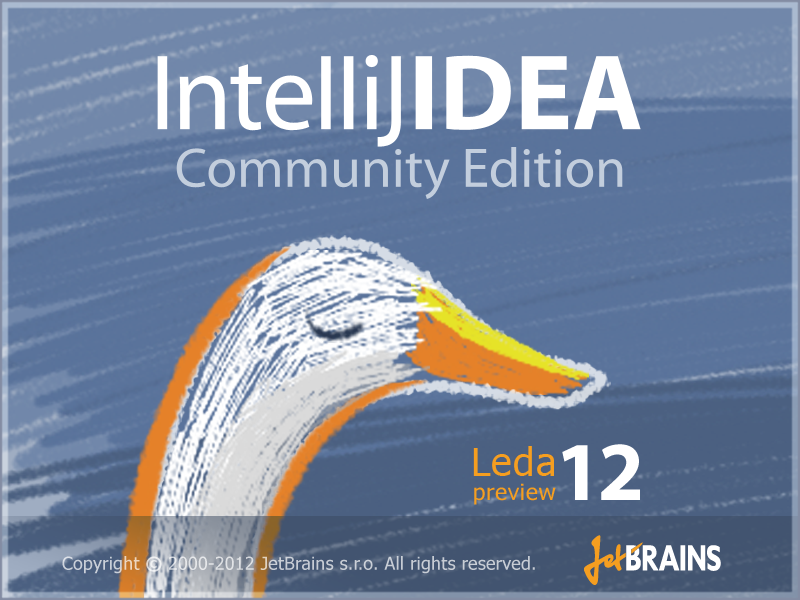 IntelliJIDEA
Community Edition
Leda 12
preview
Copyright © 2000-2012 JetBrains s.r.o. All rights reserved.
JetBRAINS